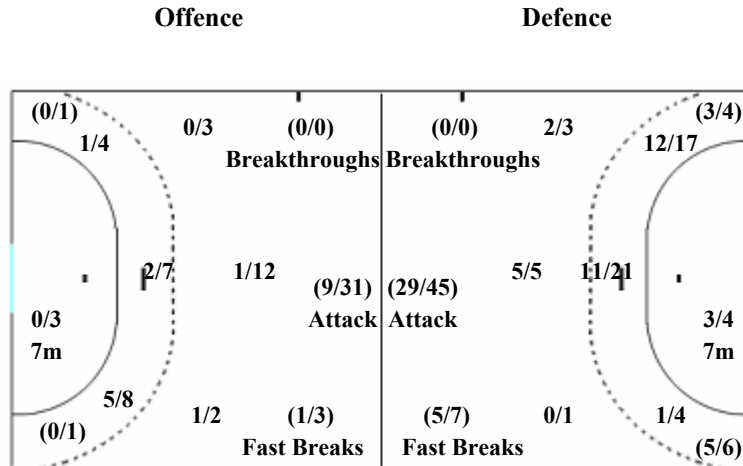 Offence Defence
(0/1) 0/3 (0/0) (0/0) 2/3 (3/4)
1/4 12/17
Breakthroughs Breakthroughs
2/7 1/12 (9/31) (29/45) 5/5 11/21
Attack Attack
0/3 3/4
7m 7m
5/8
(0/1) 1/2 (1/3) (5/7) 0/1 1/4
Fast Breaks Fast Breaks (5/6)